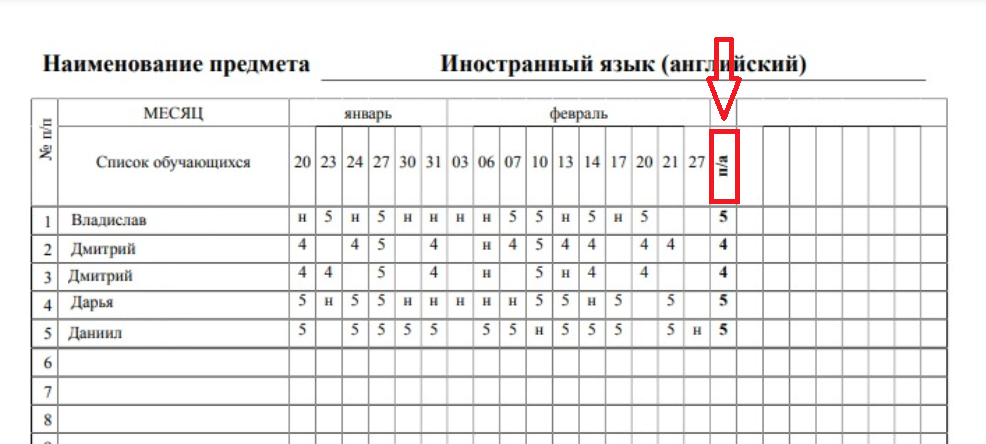 Наименование предмета Иностранный язык (английский)
№ п/п МЕСЯЦ январь февраль
Список обучающихся 20 23 24 27 30 31 03 06 07 10 13 14 17 20 21 27 п/а
1 Владислав н 5 н 5 н н н н 5 5 н 5 н 5 5
2 Дмитрий 4 4 5 4 н 4 5 4 4 4 4 4
3 Дмитрий 4 4 5 4 н 5 н 4 4 4
4 Дарья 5 н 5 5 н н н н н 5 5 н 5 5 5
5 Даниил 5 5 5 5 5 5 5 н 5 5 5 5 н 5
6
7
8